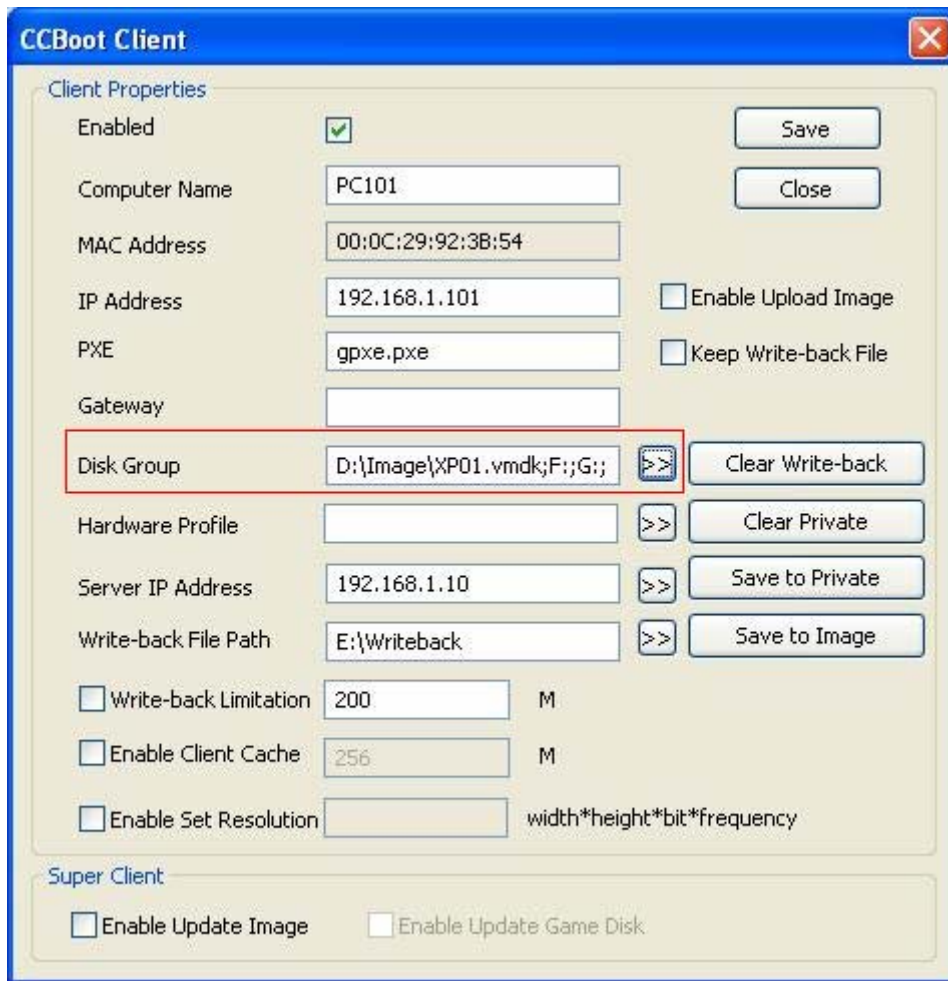 CCBoot Client
Client Properties
Enabled
Save
Computer Name PC101
Close
MAC Address 00:0C:29:92:3B:54
IP Address 192.168.1.101 Enable Upload Image
PXE gpxe.pxe Keep Write-back File
Gateway
Disk Group D:\Image\XP01.vmdk;F:;G:; >> Clear Write-back
Hardware Profile >> Clear Private
Server IP Address 192.168.1.10 >> Save to Private
Write-back File Path E:\Writeback >> Save to Image
Write-back Limitation 200 M
Enable Client Cache 256 M
Enable Set Resolution width*height*bit*frequency
Super Client
Enable Update Image Enable Update Game Disk